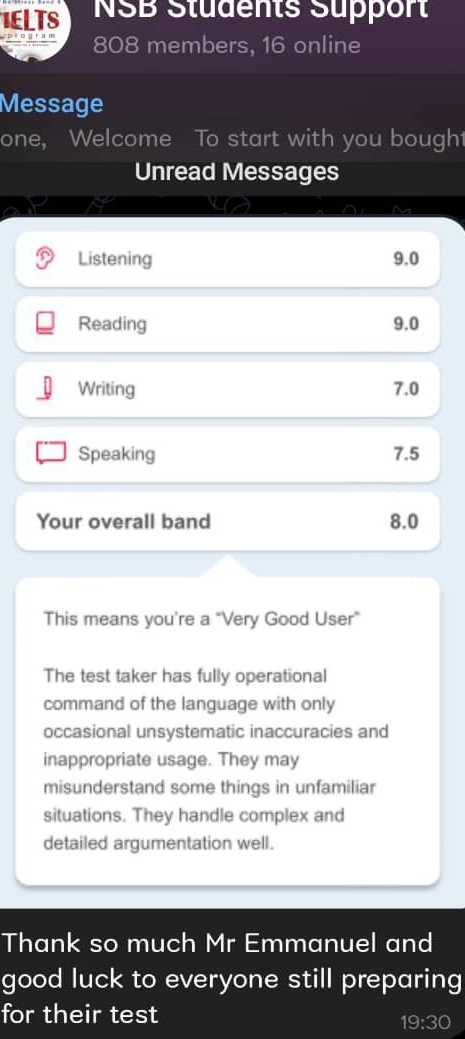 IELTS
program
NSB Students Support
808 members, 16 online
Message
one, Welcome To start with you bought
Unread Messages
Listening 9.0
Reading 9.0
Writing 7.0
Speaking 7.5
Your overall band 8.0
This means you're a "Very Good User"
The test taker has fully operational
command of the language with only
occasional unsystematic inaccuracies and
inappropriate usage. They may
misunderstand some things in unfamiliar
situations. They handle complex and
detailed argumentation well.
Thank so much Mr Emmanuel and
good luck to everyone still preparing
for their test
19:30